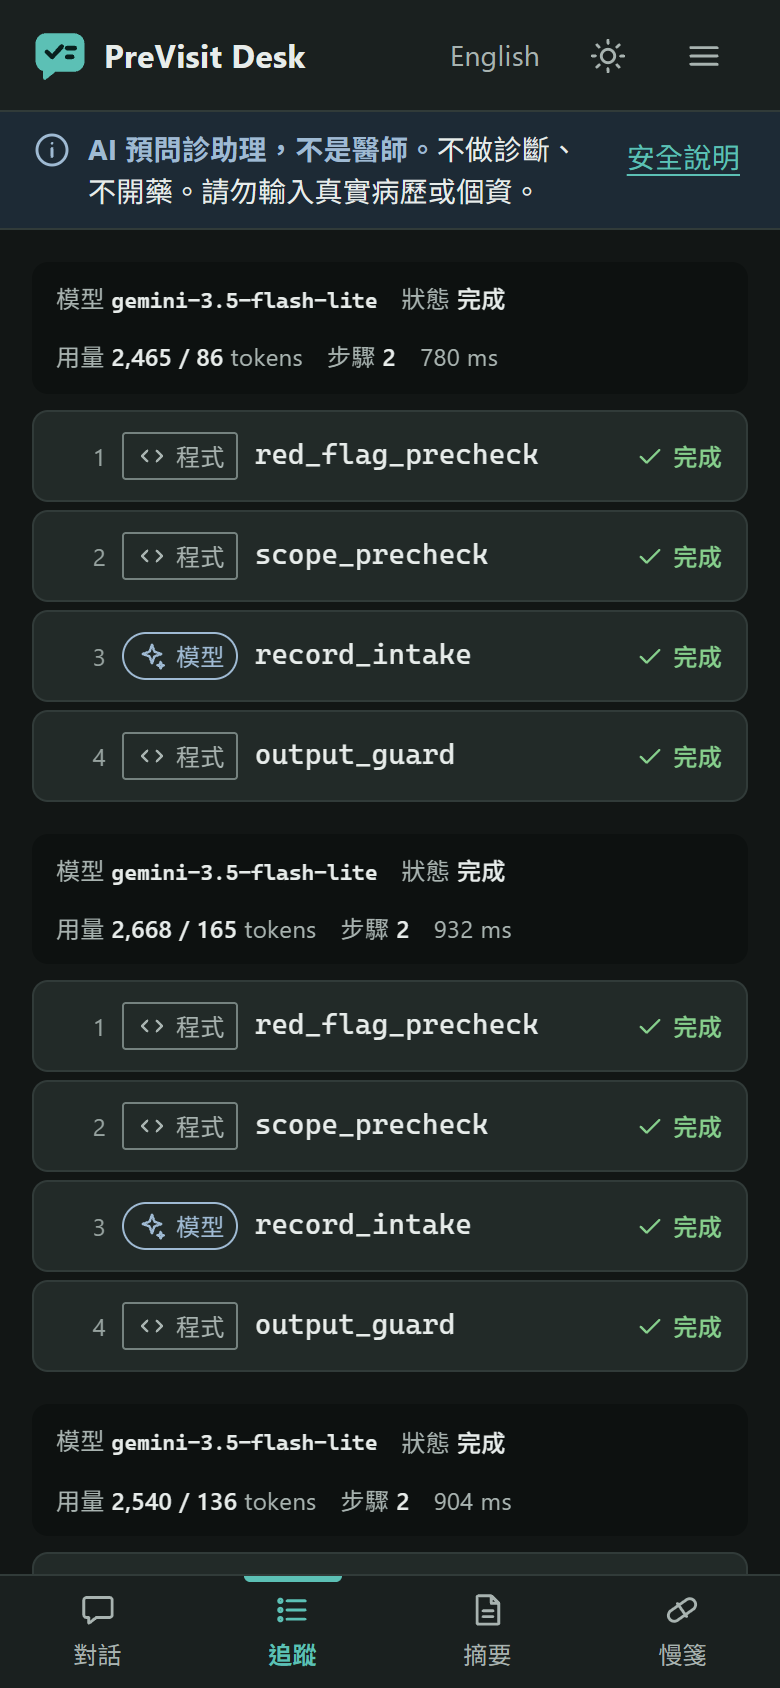 PreVisit Desk English
AI 預問診助理，不是醫師。不做診斷、
不開藥。請勿輸入真實病歷或個資。
安全說明
模型 gemini-3.5-flash-lite 狀態 完成
用量 2,465 / 86 tokens 步驟 2 780 ms
1 程式 red_flag_precheck 完成
2 程式 scope_precheck 完成
3 模型 record_intake 完成
4 程式 output_guard 完成
模型 gemini-3.5-flash-lite 狀態 完成
用量 2,668 / 165 tokens 步驟 2 932 ms
1 程式 red_flag_precheck 完成
2 程式 scope_precheck 完成
3 模型 record_intake 完成
4 程式 output_guard 完成
模型 gemini-3.5-flash-lite 狀態 完成
用量 2,540 / 136 tokens 步驟 2 904 ms
對話 追蹤 摘要 慢箋